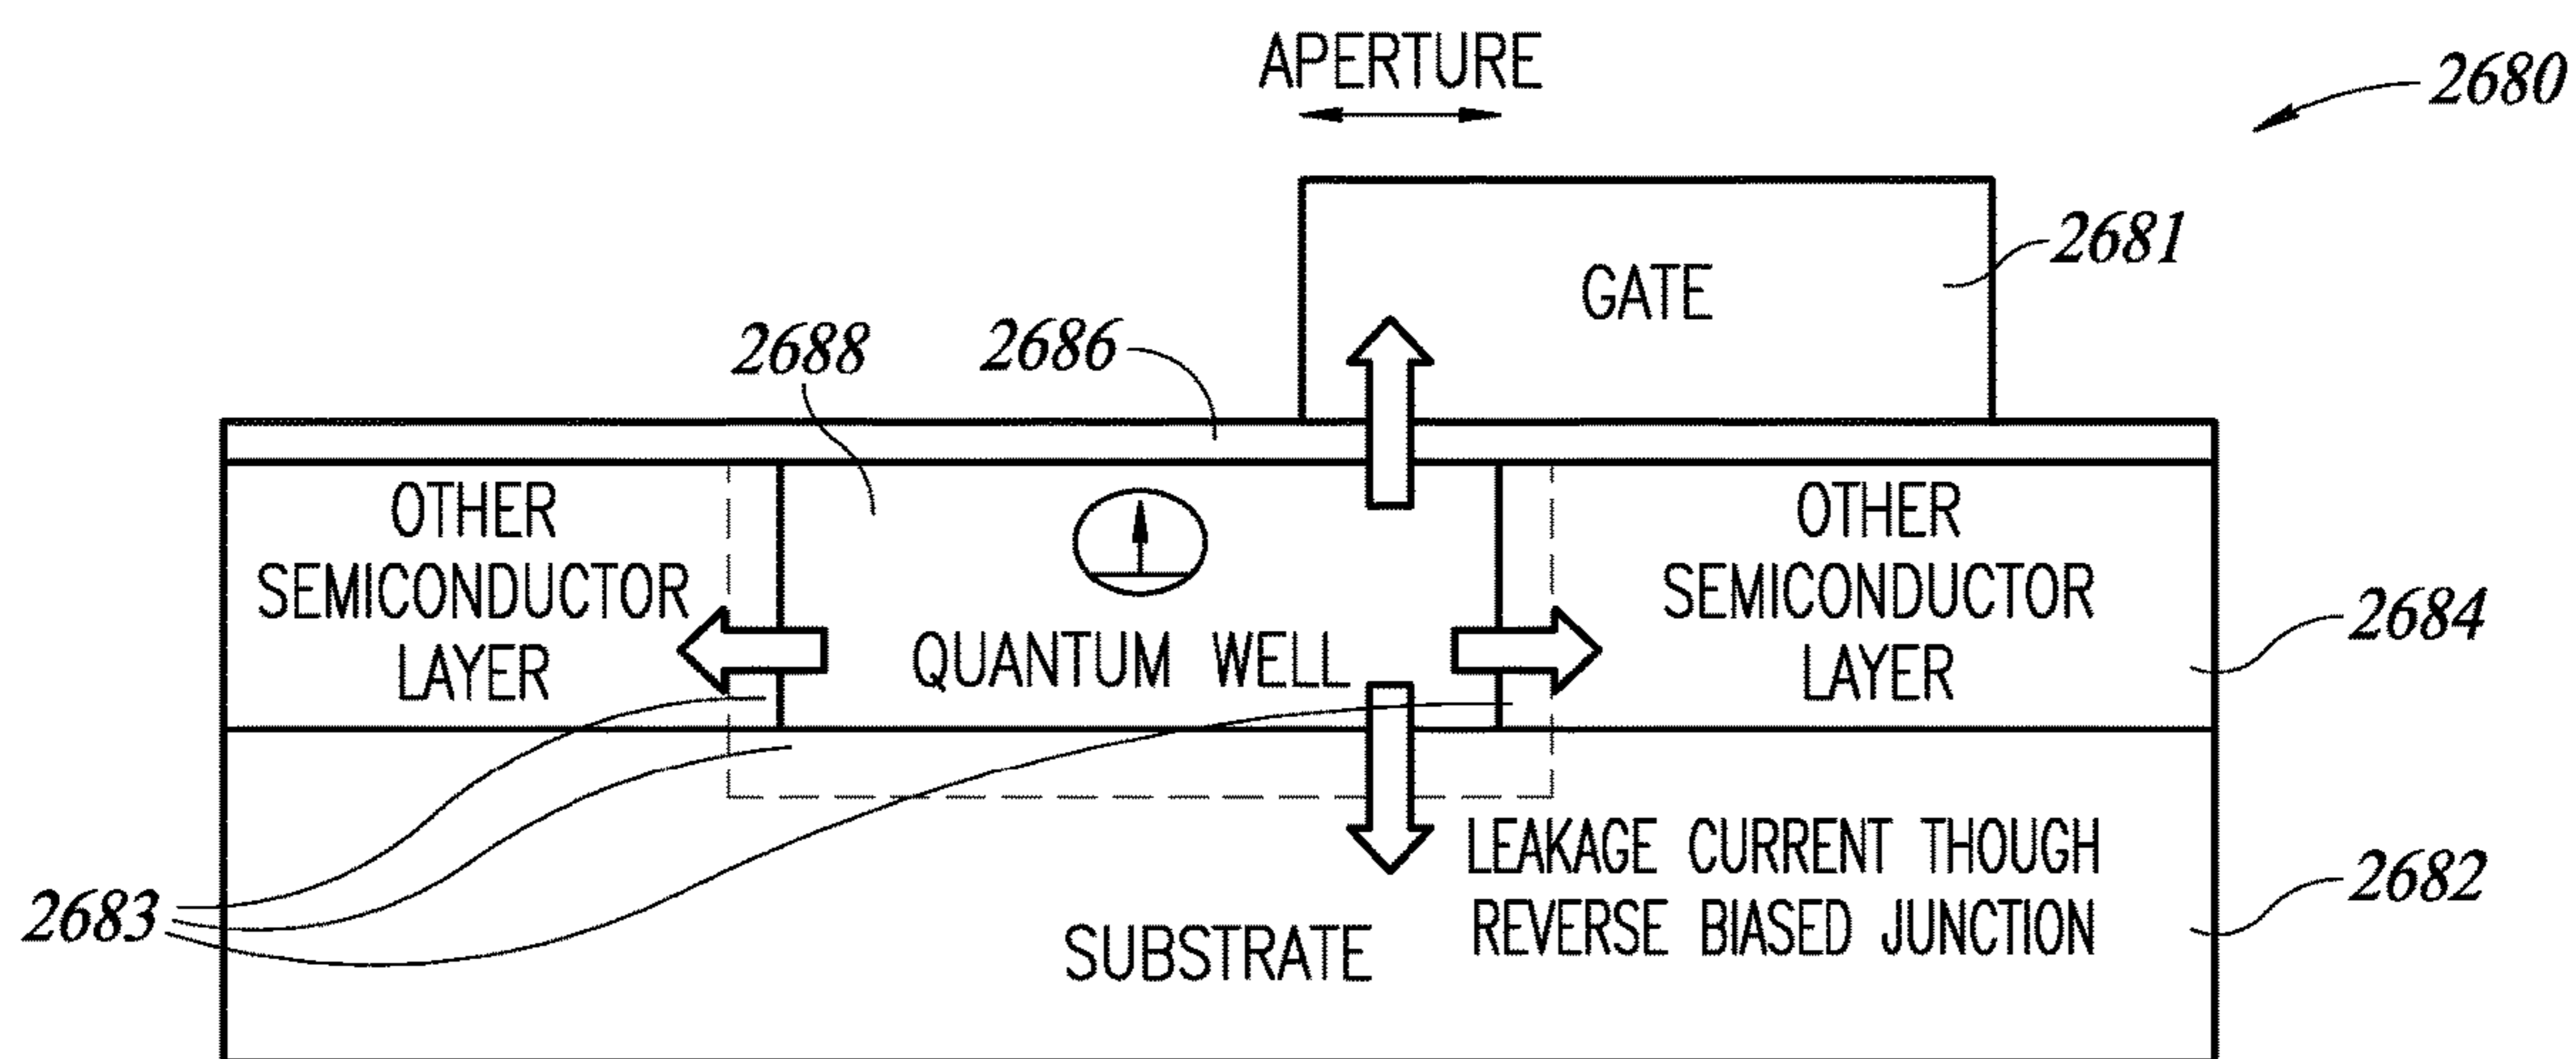 APERTURE
2680
2681
GATE
2688
2686
OTHER
SEMICONDUCTOR
LAYER
QUANTUM WELL
OTHER
SEMICONDUCTOR
LAYER
2684
LEAKAGE CURRENT THOUGH
REVERSE BIASED JUNCTION
2682
2683
SUBSTRATE